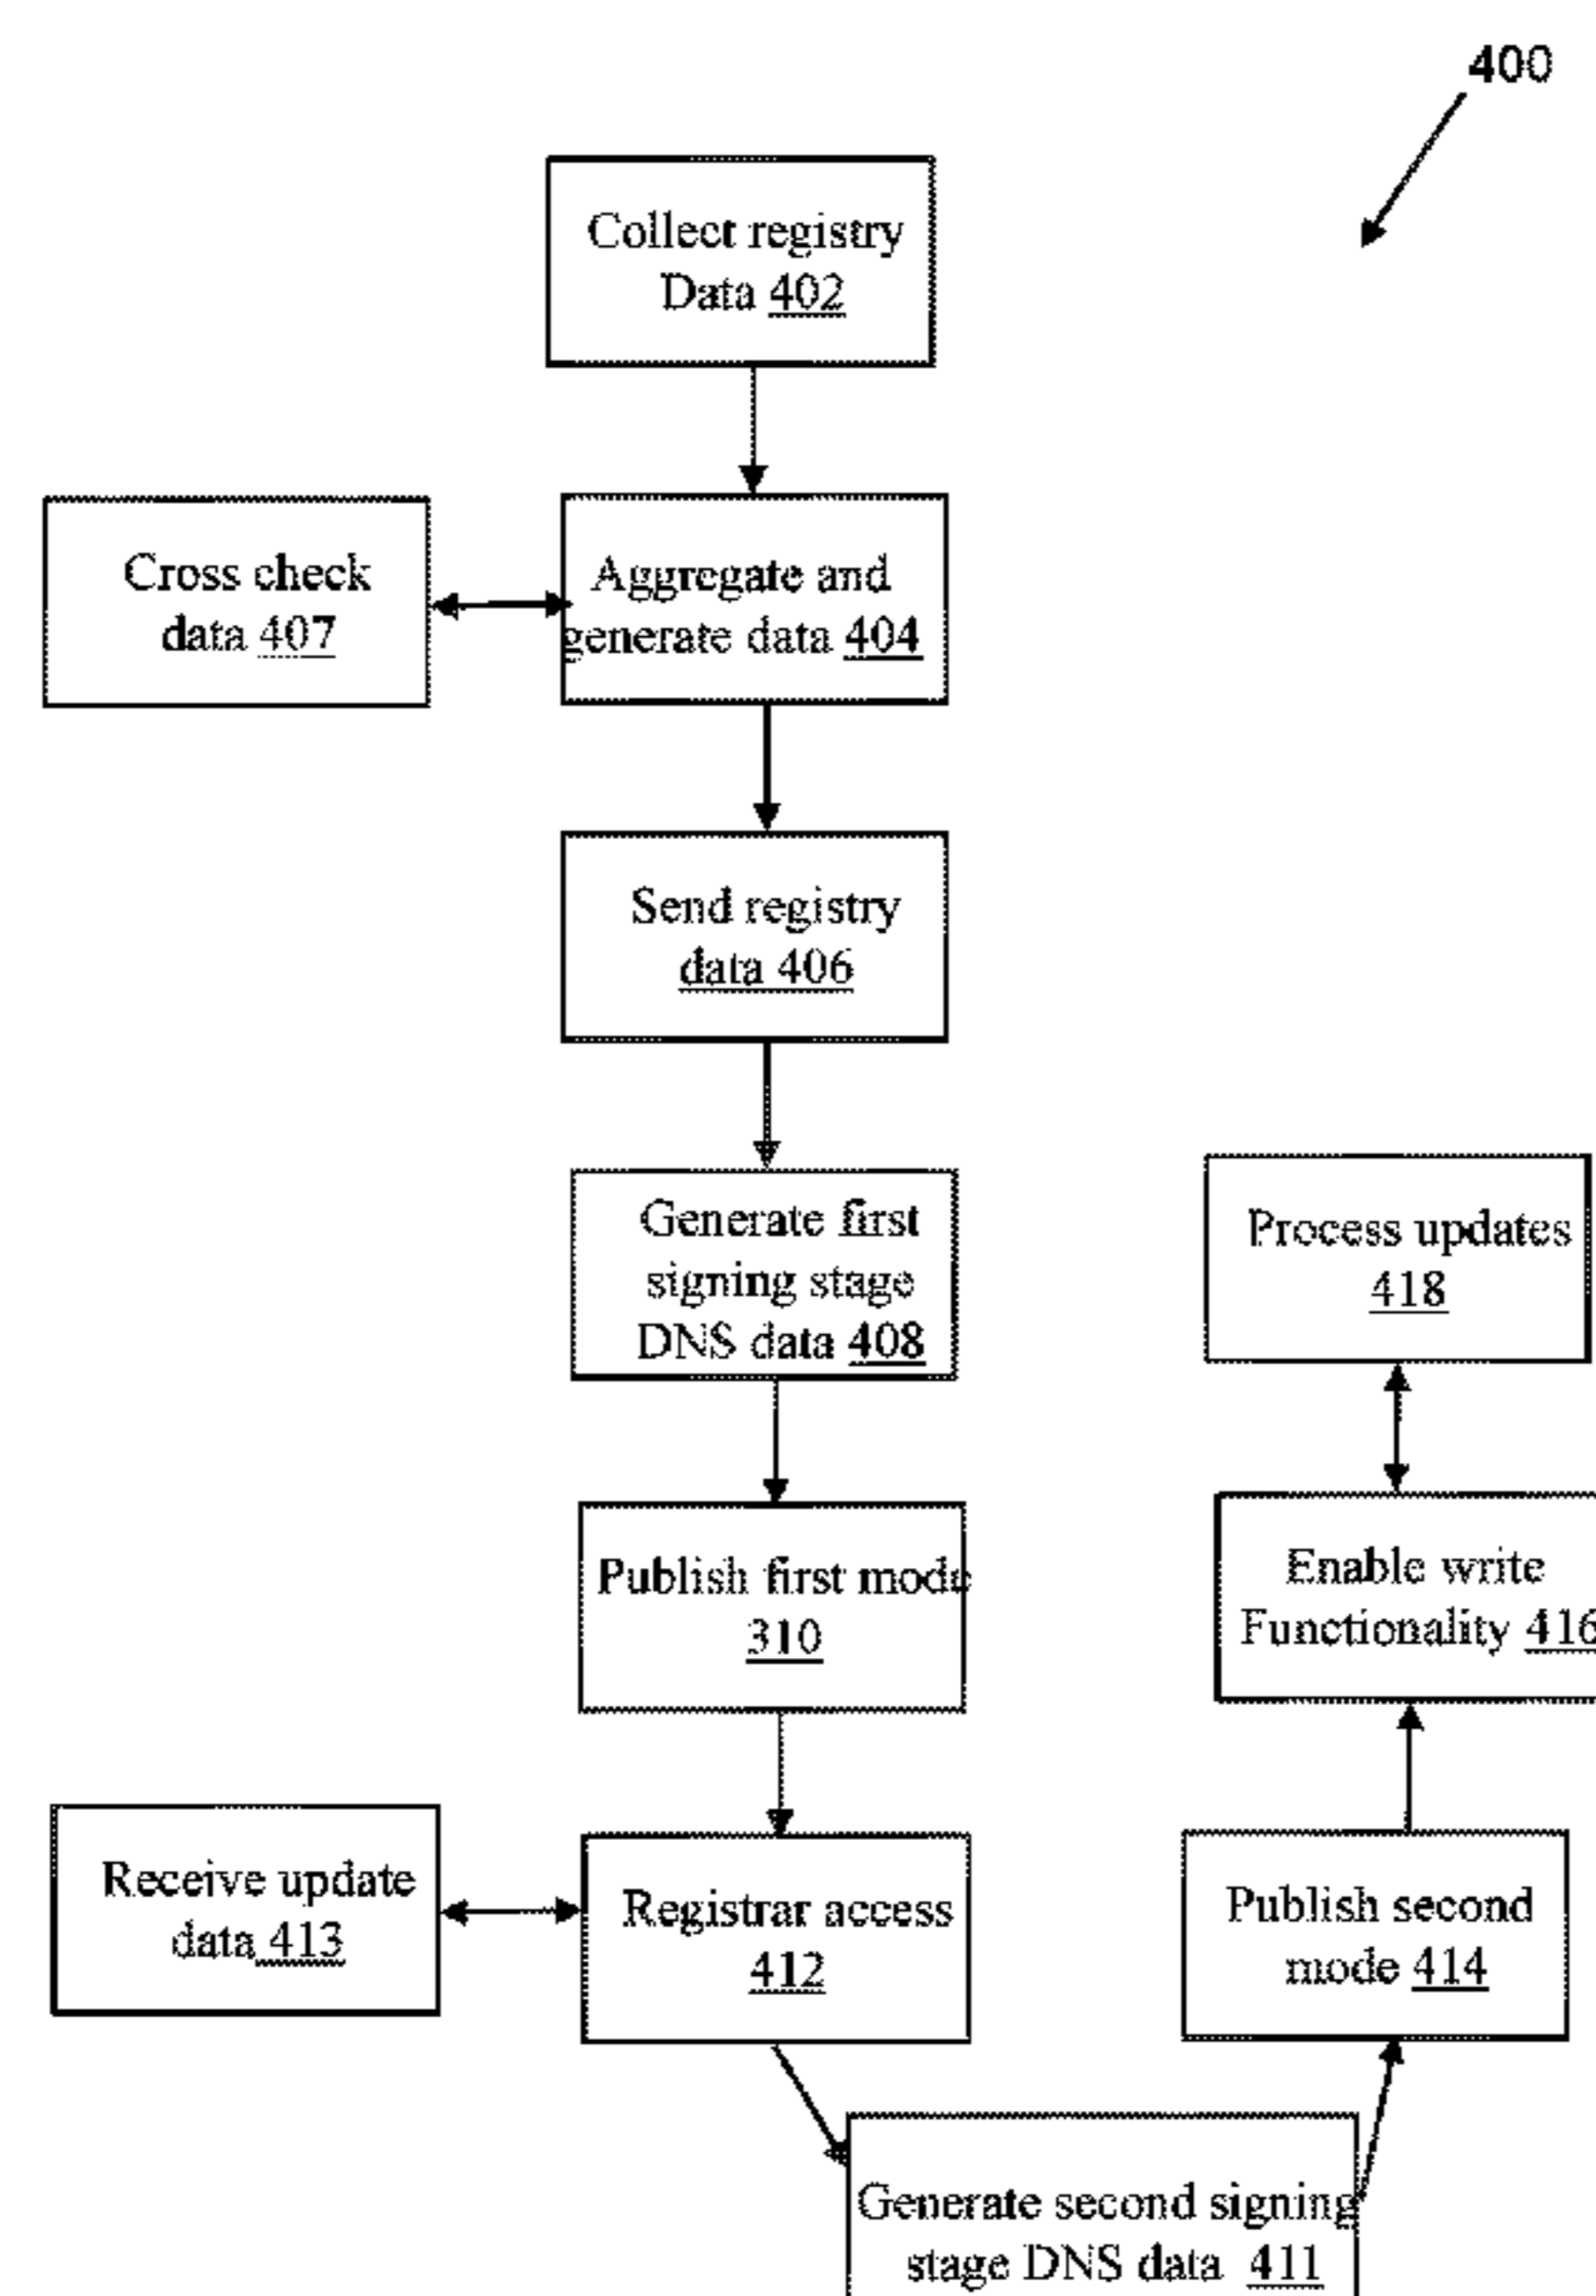 400
Collect registry
Data 402
Cross check
data 407
Aggregate and
generate data 404
Send registry
data 406
Generate first
signing stage
DNS data 408
Process updates
418
Publish first mode
310
Enable write
Functionality 416
Receive update
data 413
Registrar access
412
Publish second
mode 414
Generate second signing
stage DNS data 411